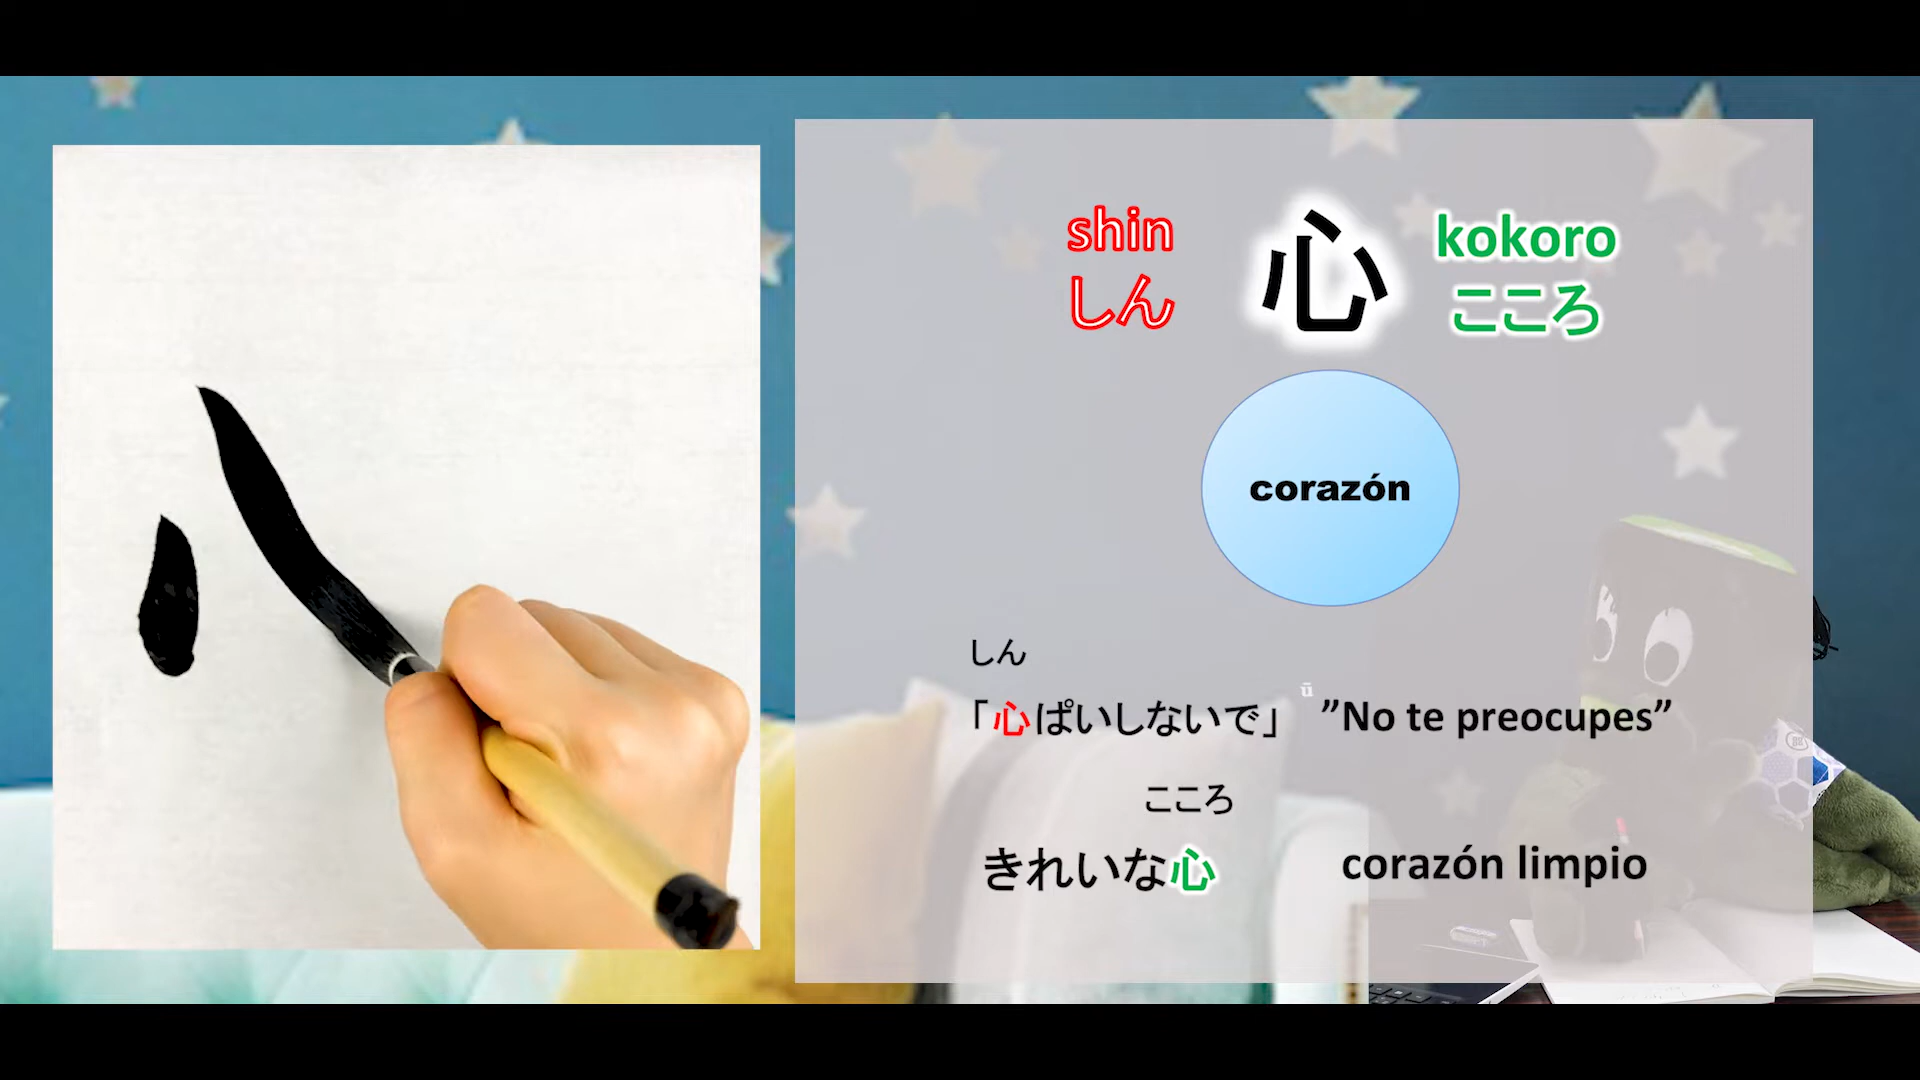 shin
しん
心
kokoro
こころ
corazón
しん
「心ぱいしないで」
ū
”No te preocupes”
こころ
きれいな心
corazón limpio